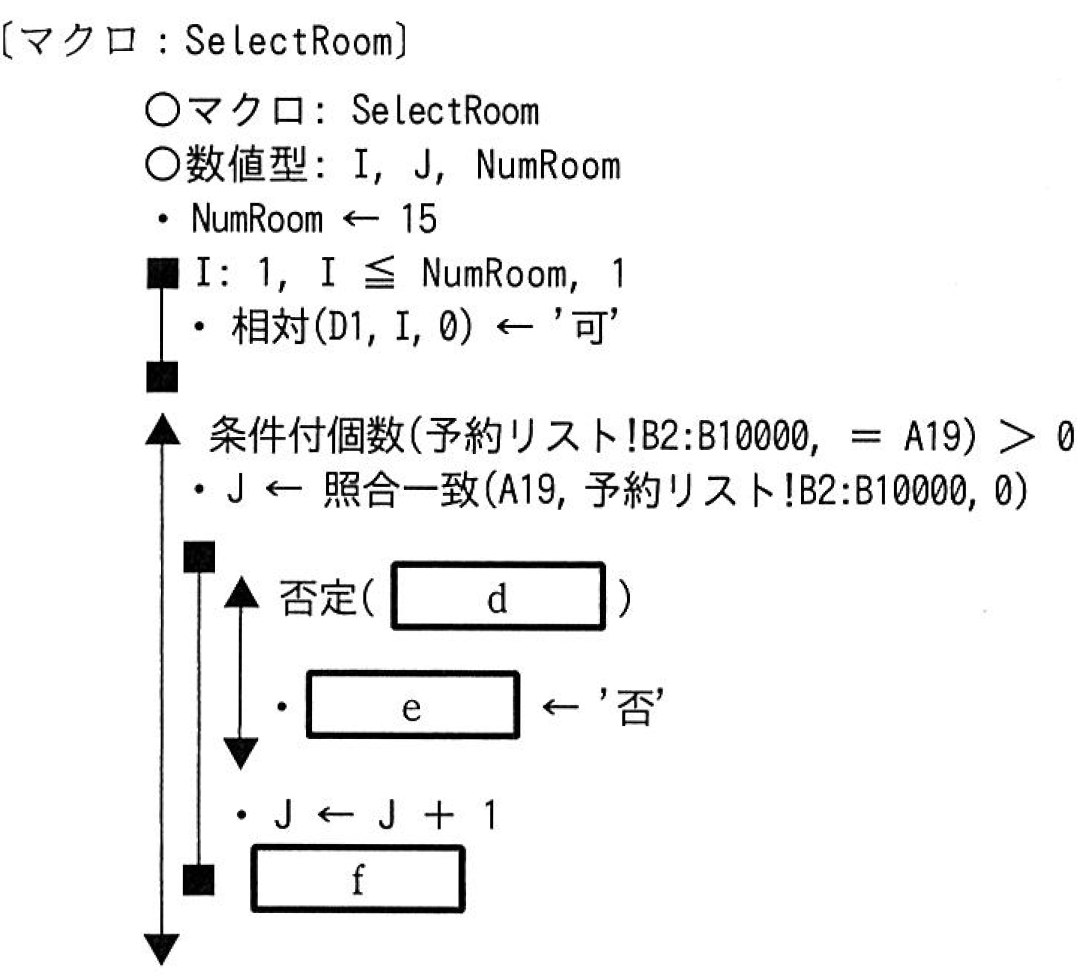 〔マクロ:SelectRoom〕
○マクロ: SelectRoom
○数値型: I, J, NumRoom
・NumRoom ← 15
■ I: 1, I ≦ NumRoom, 1
・相対(D1, I, 0) ← '可'
■
▲ 条件付個数(予約リスト!B2:B10000, = A19) > 0
・J ← 照合一致(A19, 予約リスト!B2:B10000, 0)
■
▲ 否定( d )
・ e ← '否'
▼
・J ← J + 1
■ f
▼